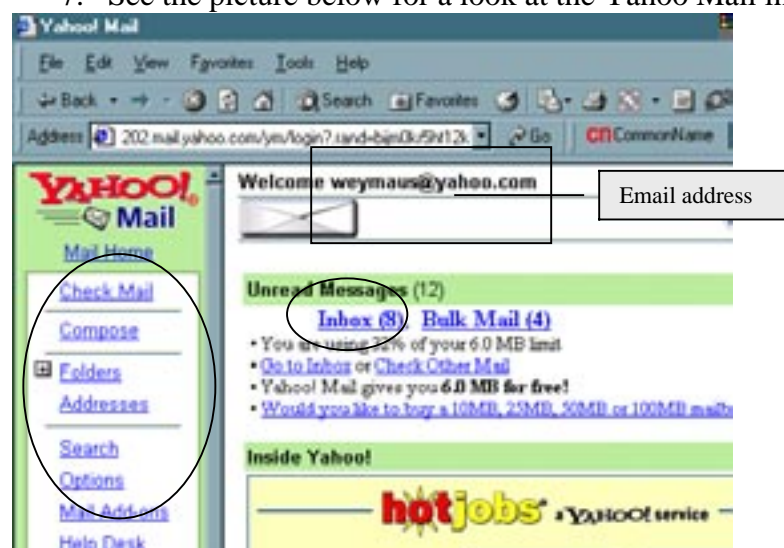 7. See the picture below for a look at the Yahoo Mail
Yahoo! Mail
File Edit View Favorites Tools Help
Back Search Favorites
Address 202.mail.yahoo.com/ym/login?.rand= Go CN CommonName
YAHOO! Mail
Mail Home
Check Mail
Compose
Folders
Addresses
Search
Options
Mail Add-ons
Help Desk
Welcome weymaus@yahoo.com
Email address
Unread Messages (12)
Inbox (8), Bulk Mail (4)
• You are using 32% of your 6.0 MB limit
• Go to Inbox or Check Other Mail
• Yahoo! Mail gives you 6.0 MB for free!
• Would you like to buy a 10MB, 25MB, 50MB or 100MB
Inside Yahoo!
hotjobs a YAHOO! service